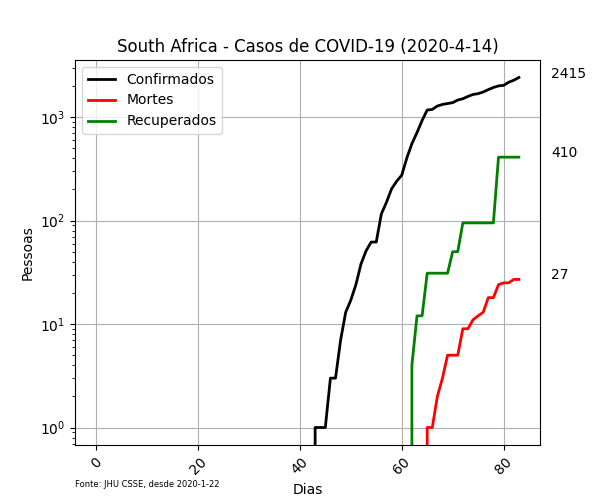 South Africa - Casos de COVID-19 (2020-4-14)
Confirmados
Mortes
Recuperados
2415
410
27
10³
10²
10¹
10⁰
Pessoas
0
20
40
60
80
Dias
Fonte: JHU CSSE, desde 2020-1-22